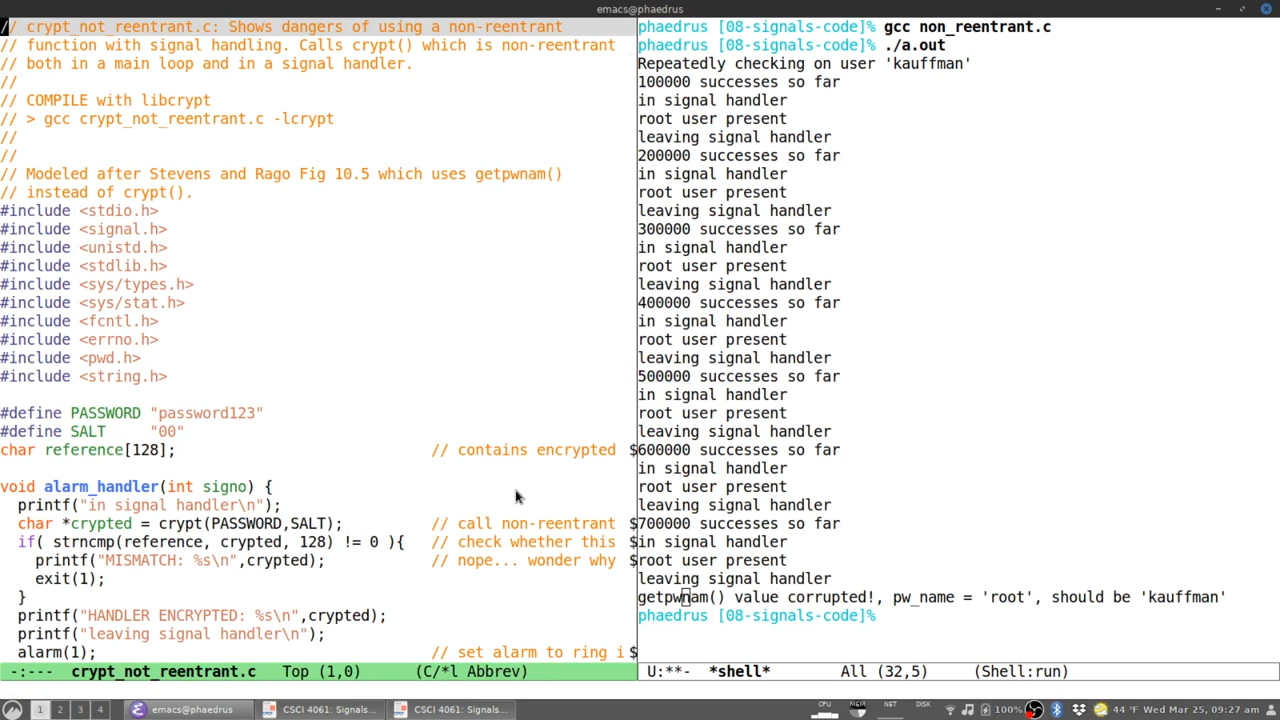 emacs@phaedrus
// crypt_not_reentrant.c: Shows dangers of using a non-reentrant
// function with signal handling. Calls crypt() which is non-reentrant
// both in a main loop and in a signal handler.
//
// COMPILE with libcrypt
// > gcc crypt_not_reentrant.c -lcrypt
//
//
// Modeled after Stevens and Rago Fig 10.5 which uses getpwnam()
// instead of crypt().
#include <stdio.h>
#include <signal.h>
#include <unistd.h>
#include <stdlib.h>
#include <sys/types.h>
#include <sys/stat.h>
#include <fcntl.h>
#include <errno.h>
#include <pwd.h>
#include <string.h>
#define PASSWORD "password123"
#define SALT     "00"
char reference[128];                             // contains encrypted $
void alarm_handler(int signo) {
  printf("in signal handler\n");
  char *crypted = crypt(PASSWORD,SALT);          // call non-reentrant $
  if( strncmp(reference, crypted, 128) != 0 ){   // check whether this $
    printf("MISMATCH: %s\n",crypted);            // nope... wonder why $
    exit(1);
  }
  printf("HANDLER ENCRYPTED: %s\n",crypted);
  printf("leaving signal handler\n");
  alarm(1);                                      // set alarm to ring i$
-:--- crypt_not_reentrant.c Top (1,0) (C/*l Abbrev)
phaedrus [08-signals-code]% gcc non_reentrant.c
phaedrus [08-signals-code]% ./a.out
Repeatedly checking on user 'kauffman'
100000 successes so far
in signal handler
root user present
leaving signal handler
200000 successes so far
in signal handler
root user present
leaving signal handler
300000 successes so far
in signal handler
root user present
leaving signal handler
400000 successes so far
in signal handler
root user present
leaving signal handler
500000 successes so far
in signal handler
root user present
leaving signal handler
600000 successes so far
in signal handler
root user present
leaving signal handler
700000 successes so far
in signal handler
root user present
leaving signal handler
getpwnam() value corrupted!, pw_name = 'root', should be 'kauffman'
phaedrus [08-signals-code]%
U:**- *shell* All (32,5) (Shell:run)
1 2 3 4 emacs@phaedrus CSCI 4061: Signals... CSCI 4061: Signals... CPU MEM NET DISK 100% 44 °F Wed Mar 25, 09:27 am